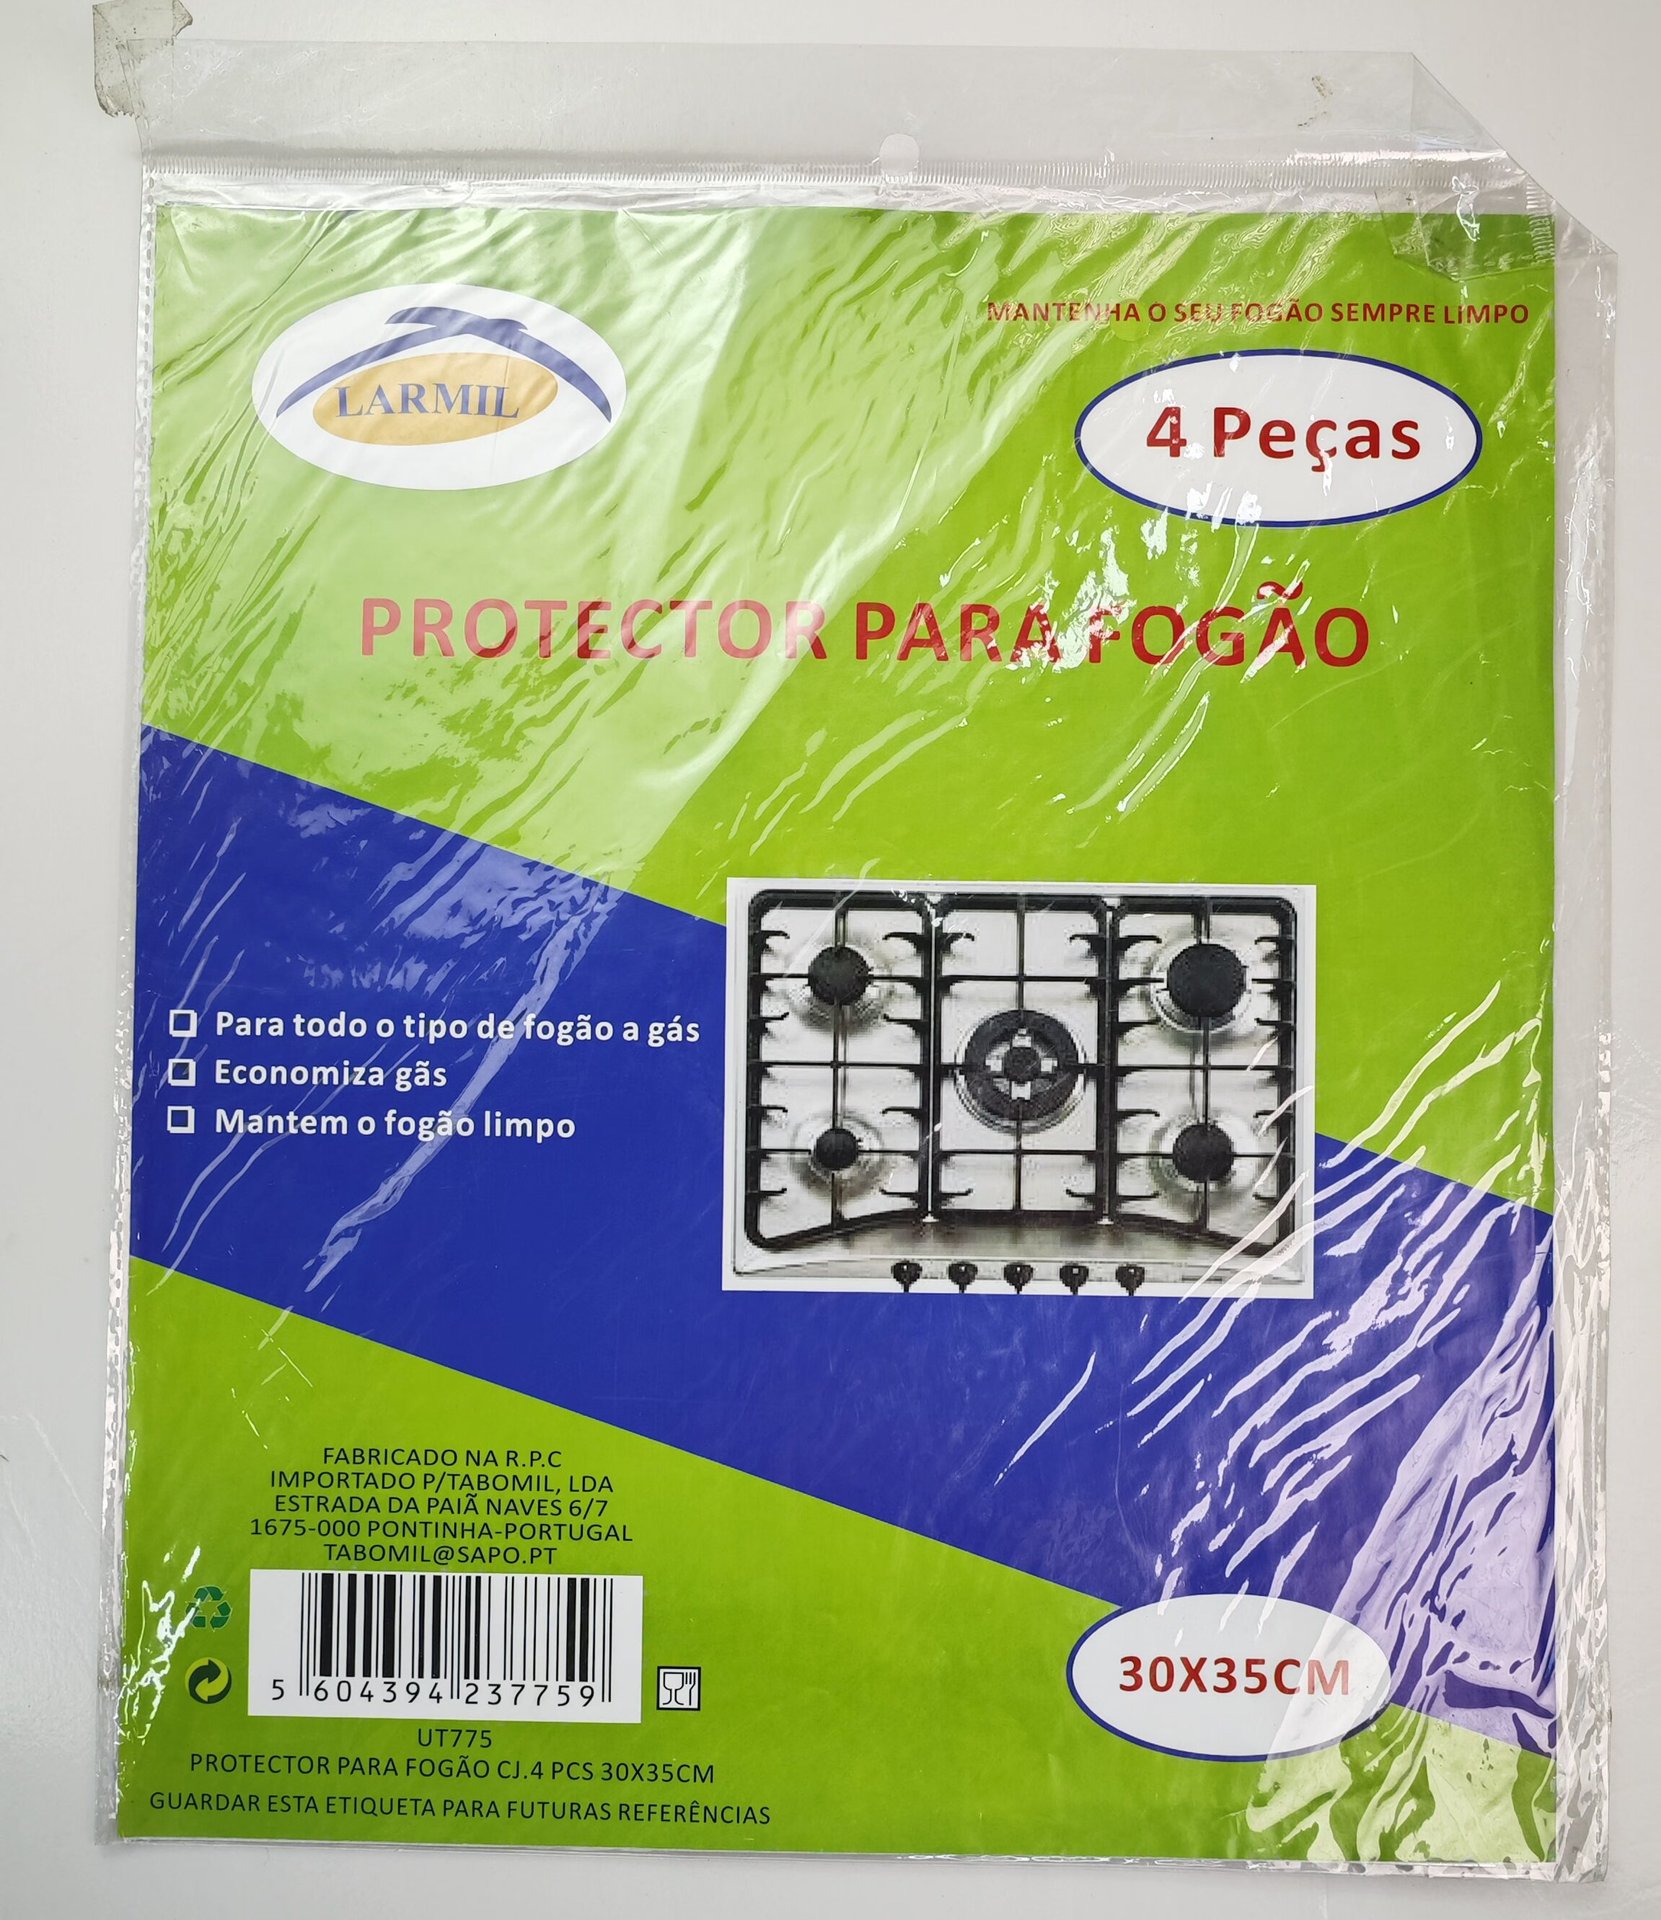 LARMIL
MANTENHA O SEU FOGÃO SEMPRE LIMPO
4 Peças
PROTECTOR PARA FOGÃO
Para todo o tipo de fogão a gás
Economiza gãs
Mantem o fogão limpo
FABRICADO NA R.P.C
IMPORTADO P/TABOMIL, LDA
ESTRADA DA PAIÃ NAVES 6/7
1675-000 PONTINHA-PORTUGAL
TABOMIL@SAPO.PT
5 604394 237759
UT775
PROTECTOR PARA FOGÃO CJ.4 PCS 30X35CM
GUARDAR ESTA ETIQUETA PARA FUTURAS REFERÊNCIAS
30X35CM